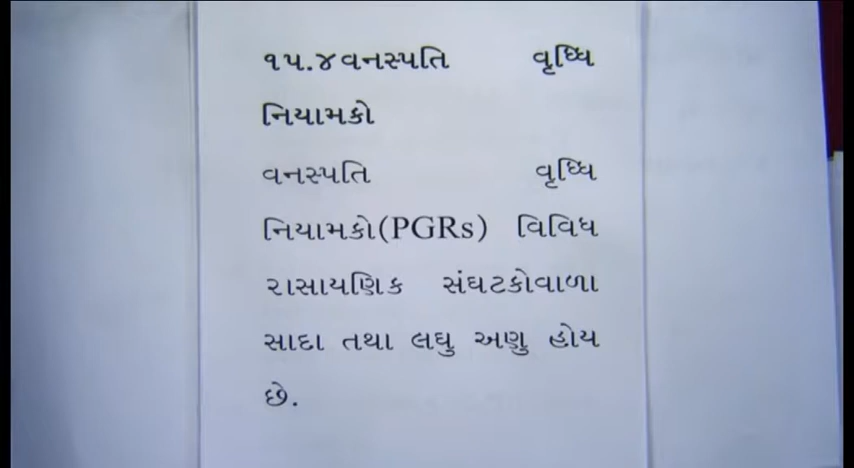 ૧૫.૪વનસ્પતિ વૃધ્ધિ
નિયામકો
વનસ્પતિ વૃધ્ધિ
નિયામકો(PGRs) વિવિધ
રાસાયણિક સંઘટકોવાળા
સાદા તથા લઘુ અણુ હોય
છે.